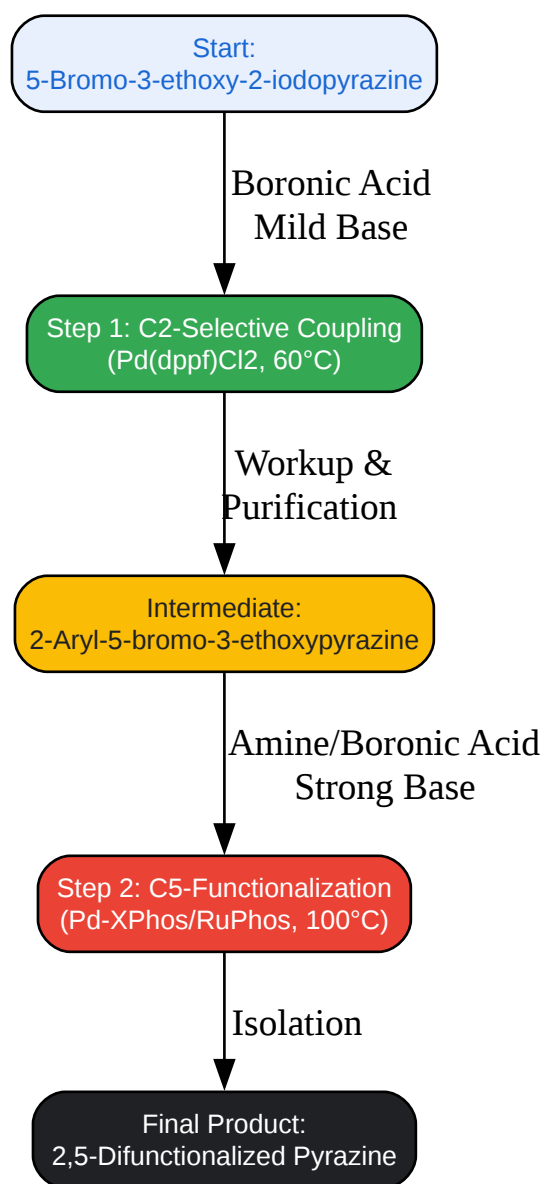 Start:
5-Bromo-3-ethoxy-2-iodopyrazine
Boronic Acid
Mild Base
Step 1: C2-Selective Coupling
(Pd(dppf)Cl2, 60°C)
Workup &
Purification
Intermediate:
2-Aryl-5-bromo-3-ethoxypyrazine
Amine/Boronic Acid
Strong Base
Step 2: C5-Functionalization
(Pd-XPhos/RuPhos, 100°C)
Isolation
Final Product:
2,5-Difunctionalized Pyrazine